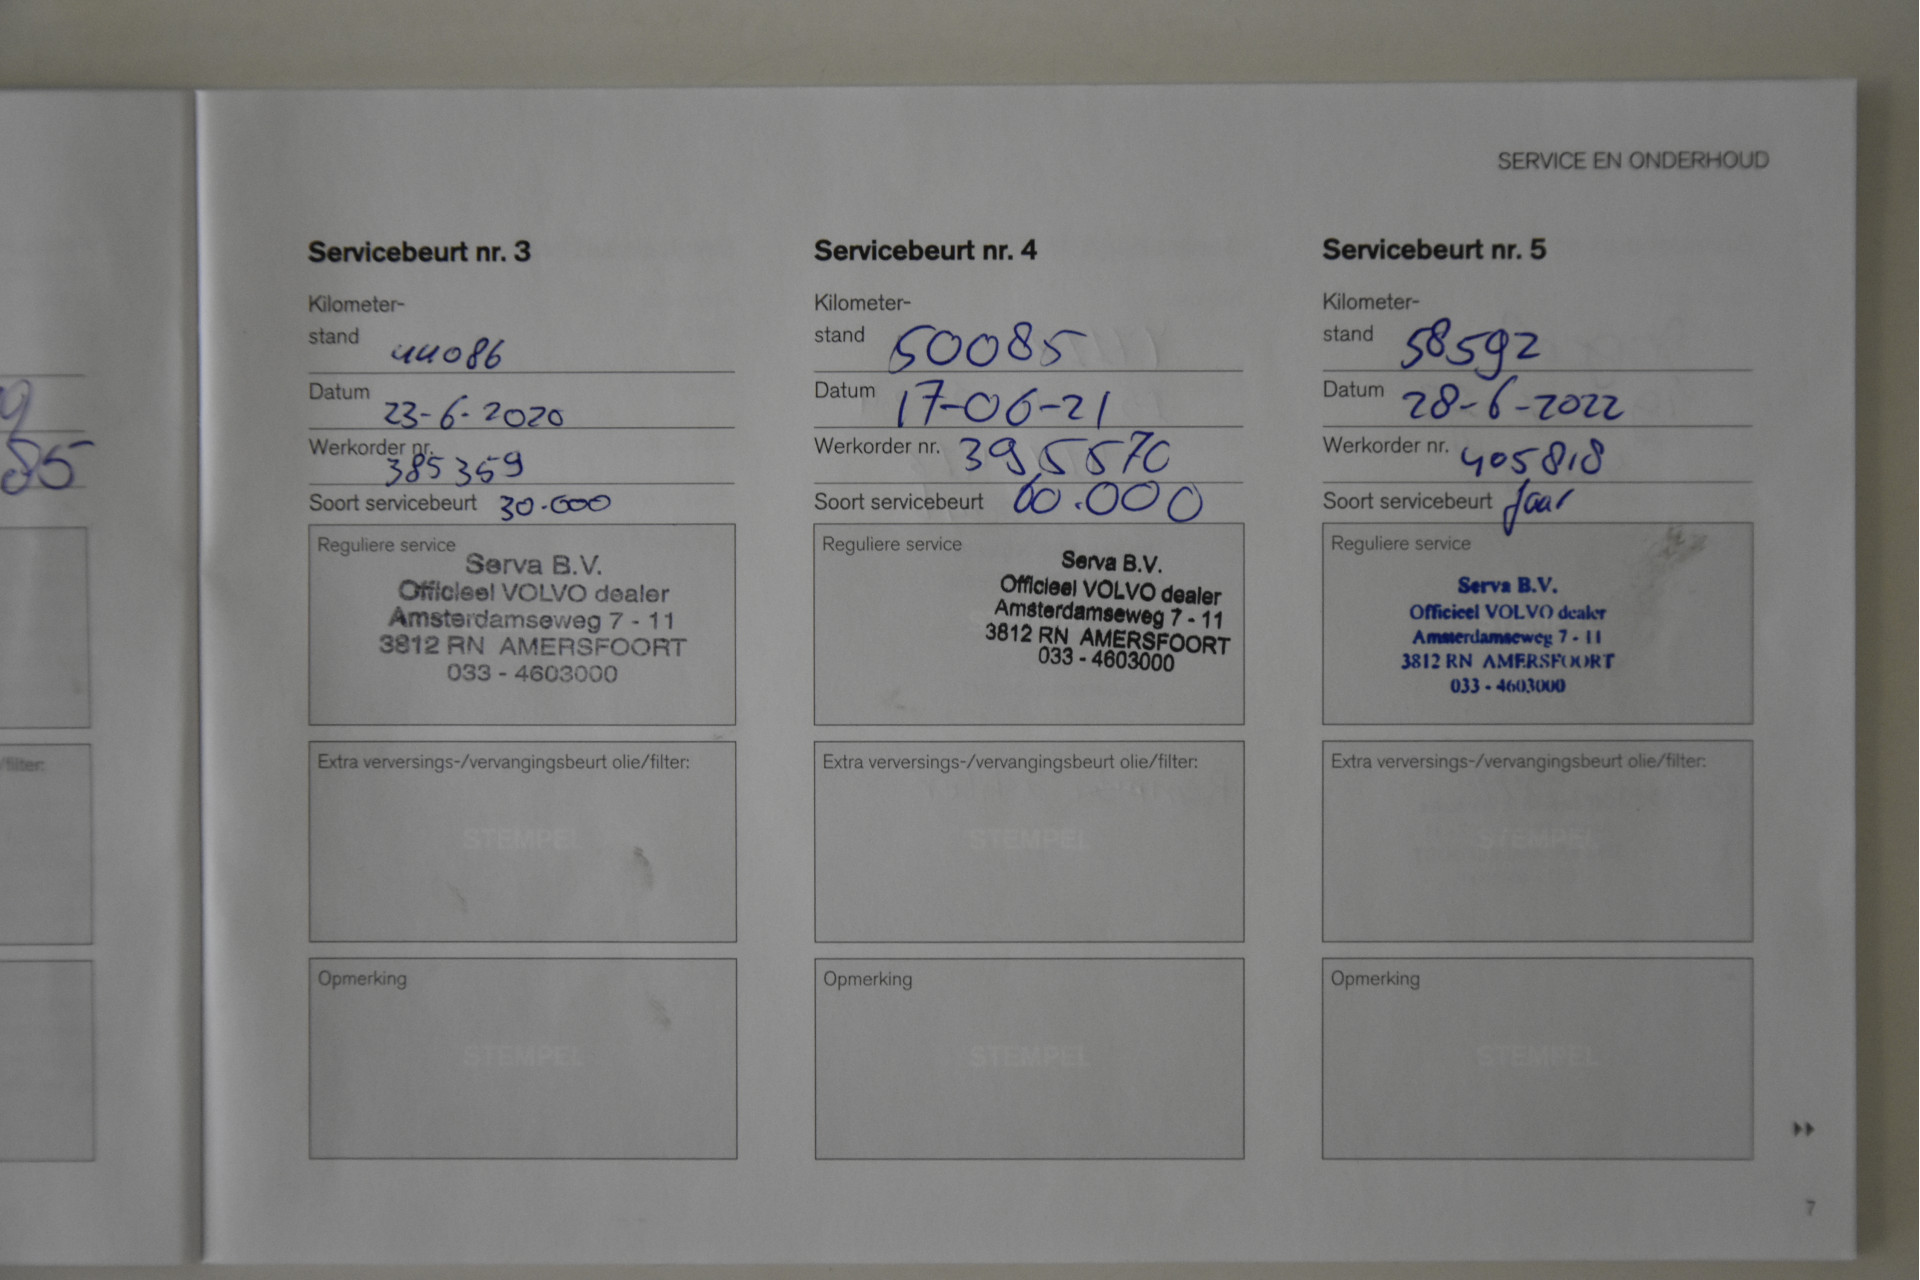 SERVICE EN ONDERHOUD
Servicebeurt nr. 3
Kilometer-
stand 44086
Datum 23-6-2020
Werkorder nr. 385359
Soort servicebeurt 30.000
Reguliere service
Serva B.V.
Officieel VOLVO dealer
Amsterdamseweg 7 - 11
3812 RN AMERSFOORT
033 - 4603000
Extra verversings-/vervangingsbeurt olie/filter:
STEMPEL
Opmerking
STEMPEL
Servicebeurt nr. 4
Kilometer-
stand 50085
Datum 17-06-21
Werkorder nr. 395570
Soort servicebeurt 60.000
Reguliere service
Serva B.V.
Officieel VOLVO dealer
Amsterdamseweg 7 - 11
3812 RN AMERSFOORT
033 - 4603000
Extra verversings-/vervangingsbeurt olie/filter:
STEMPEL
Opmerking
STEMPEL
Servicebeurt nr. 5
Kilometer-
stand 58592
Datum 28-6-2022
Werkorder nr. 405818
Soort servicebeurt Jaar
Reguliere service
Serva B.V.
Officieel VOLVO dealer
Amsterdamseweg 7 - 11
3812 RN AMERSFOORT
033 - 4603000
Extra verversings-/vervangingsbeurt olie/filter:
STEMPEL
Opmerking
STEMPEL
7